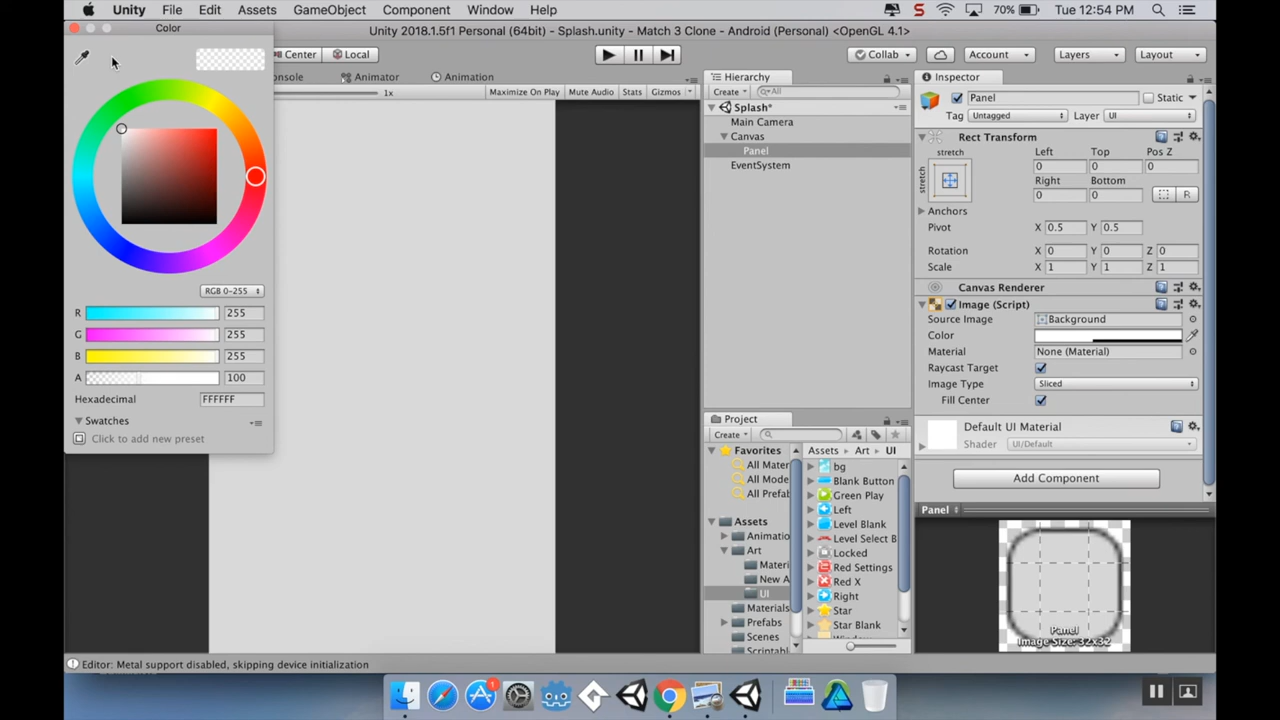 Unity File Edit Assets GameObject Component Window Help
70% Tue 12:54 PM
Color
Unity 2018.1.5f1 Personal (64bit) - Splash.unity - Match 3 Clone - Android (Personal) <OpenGL 4.1>
Center Local
Collab Account Layers Layout
onsole Animator Animation
1x Maximize On Play Mute Audio Stats Gizmos
RGB 0-255
R 255
G 255
B 255
A 100
Hexadecimal FFFFFF
Swatches
Click to add new preset
Hierarchy
Create All
Splash*
Main Camera
Canvas
Panel
EventSystem
Project
Create
Favorites
All Mater
All Mode
All Prefab
Assets
Animatio
Art
Materi
New A
UI
Materials
Prefabs
Scenes
Scriptabl
Assets Art UI
bg
Blank Button
Green Play
Left
Level Blank
Level Select B
Locked
Red Settings
Red X
Right
Star
Star Blank
Inspector
Panel Static
Tag Untagged Layer UI
Rect Transform
stretch
stretch
Left Top Pos Z
0 0 0
Right Bottom
0 0 R
Anchors
Pivot X 0.5 Y 0.5
Rotation X 0 Y 0 Z 0
Scale X 1 Y 1 Z 1
Canvas Renderer
Image (Script)
Source Image Background
Color
Material None (Material)
Raycast Target
Image Type Sliced
Fill Center
Default UI Material
Shader UI/Default
Add Component
Panel
Panel
Image Size: 32x32
Editor: Metal support disabled, skipping device initialization
1